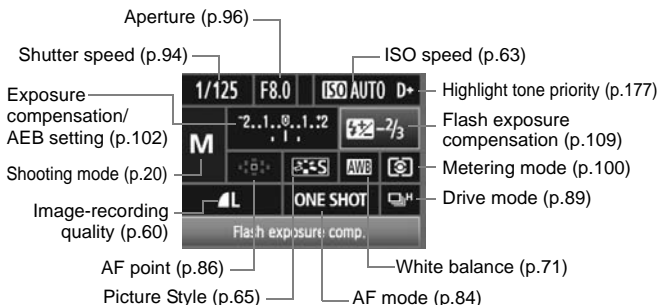 Aperture (p.96)
Shutter speed (p.94)
ISO speed (p.63)
1/125 F8.0 ISO AUTO D+
Highlight tone priority (p.177)
Exposure compensation/
AEB setting (p.102)
-2..1..0..1..+2
-2/3
Flash exposure
compensation (p.109)
M
Shooting mode (p.20)
S AWB
Metering mode (p.100)
Image-recording
quality (p.60)
L ONE SHOT H
Drive mode (p.89)
Flash exposure comp.
AF point (p.86)
White balance (p.71)
Picture Style (p.65)
AF mode (p.84)